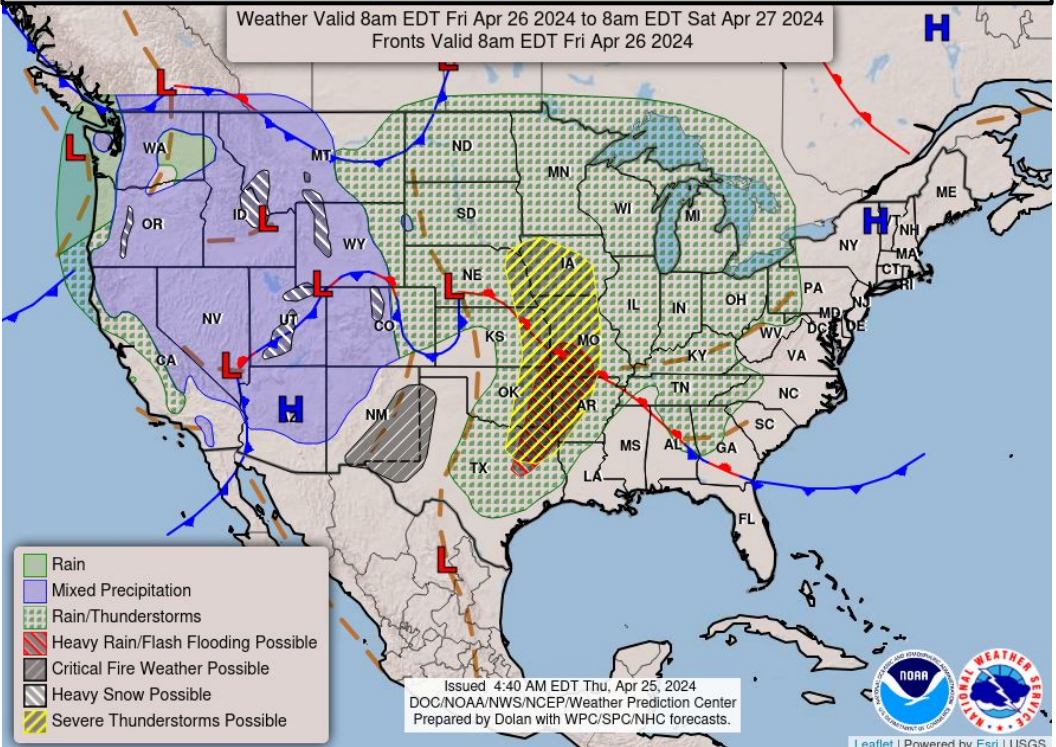 Weather Valid 8am EDT Fri Apr 26 2024 to 8am EDT Sat Apr 27 2024
Fronts Valid 8am EDT Fri Apr 26 2024
H
L
L
L
WA
MT
ND
MN
ME
OR
ID
L
WY
SD
WI
MI
NY
H
VT
NH
MA
CT
RI
NV
L
UT
CO
L
NE
IA
IL
IN
OH
PA
NJ
MD
DE
DC
CA
L
KS
MO
KY
WV
VA
H
NM
OK
AR
TN
NC
SC
TX
LA
MS
AL
GA
FL
L
Rain
Mixed Precipitation
Rain/Thunderstorms
Heavy Rain/Flash Flooding Possible
Critical Fire Weather Possible
Heavy Snow Possible
Severe Thunderstorms Possible
Issued 4:40 AM EDT Thu, Apr 25, 2024
DOC/NOAA/NWS/NCEP/Weather Prediction Center
Prepared by Dolan with WPC/SPC/NHC forecasts.
NOAA
NATIONAL WEATHER SERVICE
Leaflet | Powered by Esri | USGS